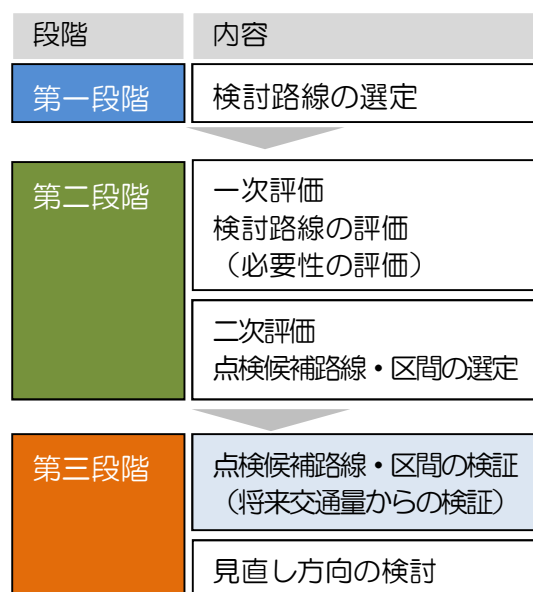 段階 内容
第一段階 検討路線の選定
第二段階 一次評価
検討路線の評価
（必要性の評価）
二次評価
点検候補路線・区間の選定
第三段階 点検候補路線・区間の検証
（将来交通量からの検証）
見直し方向の検討